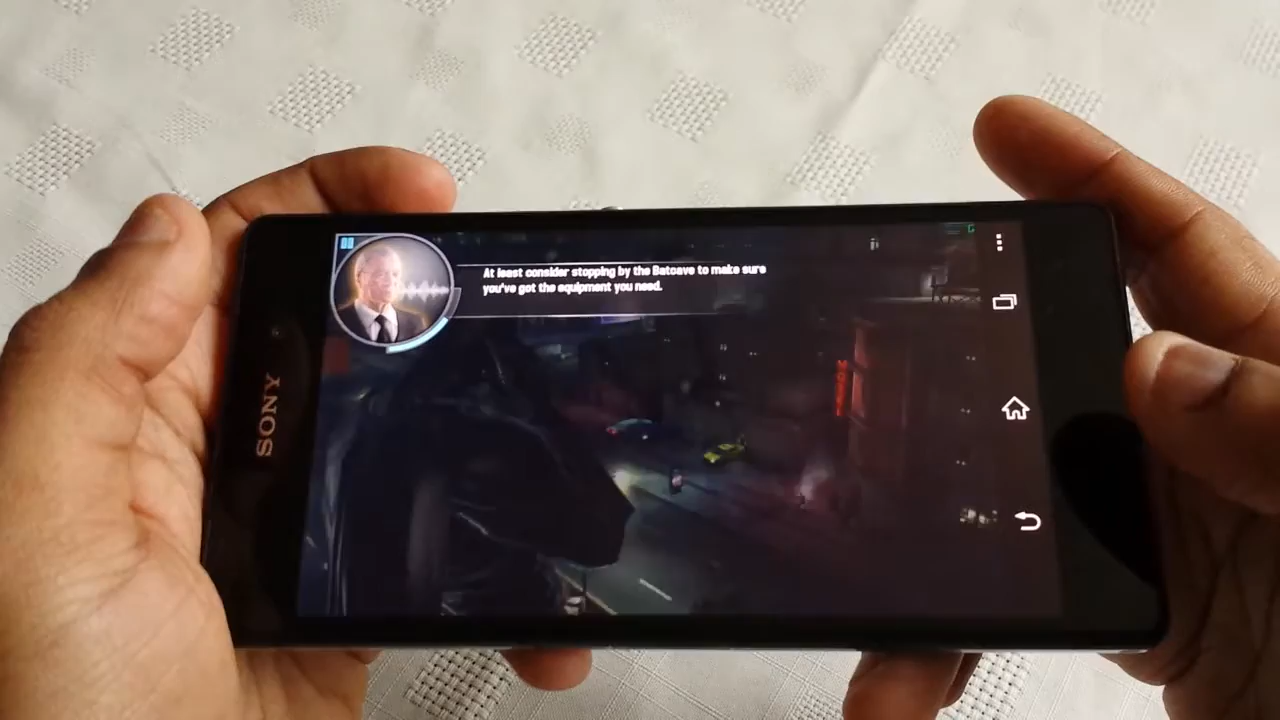 At least consider stopping by the Batcave to make sure
you've got the equipment you need.
SONY